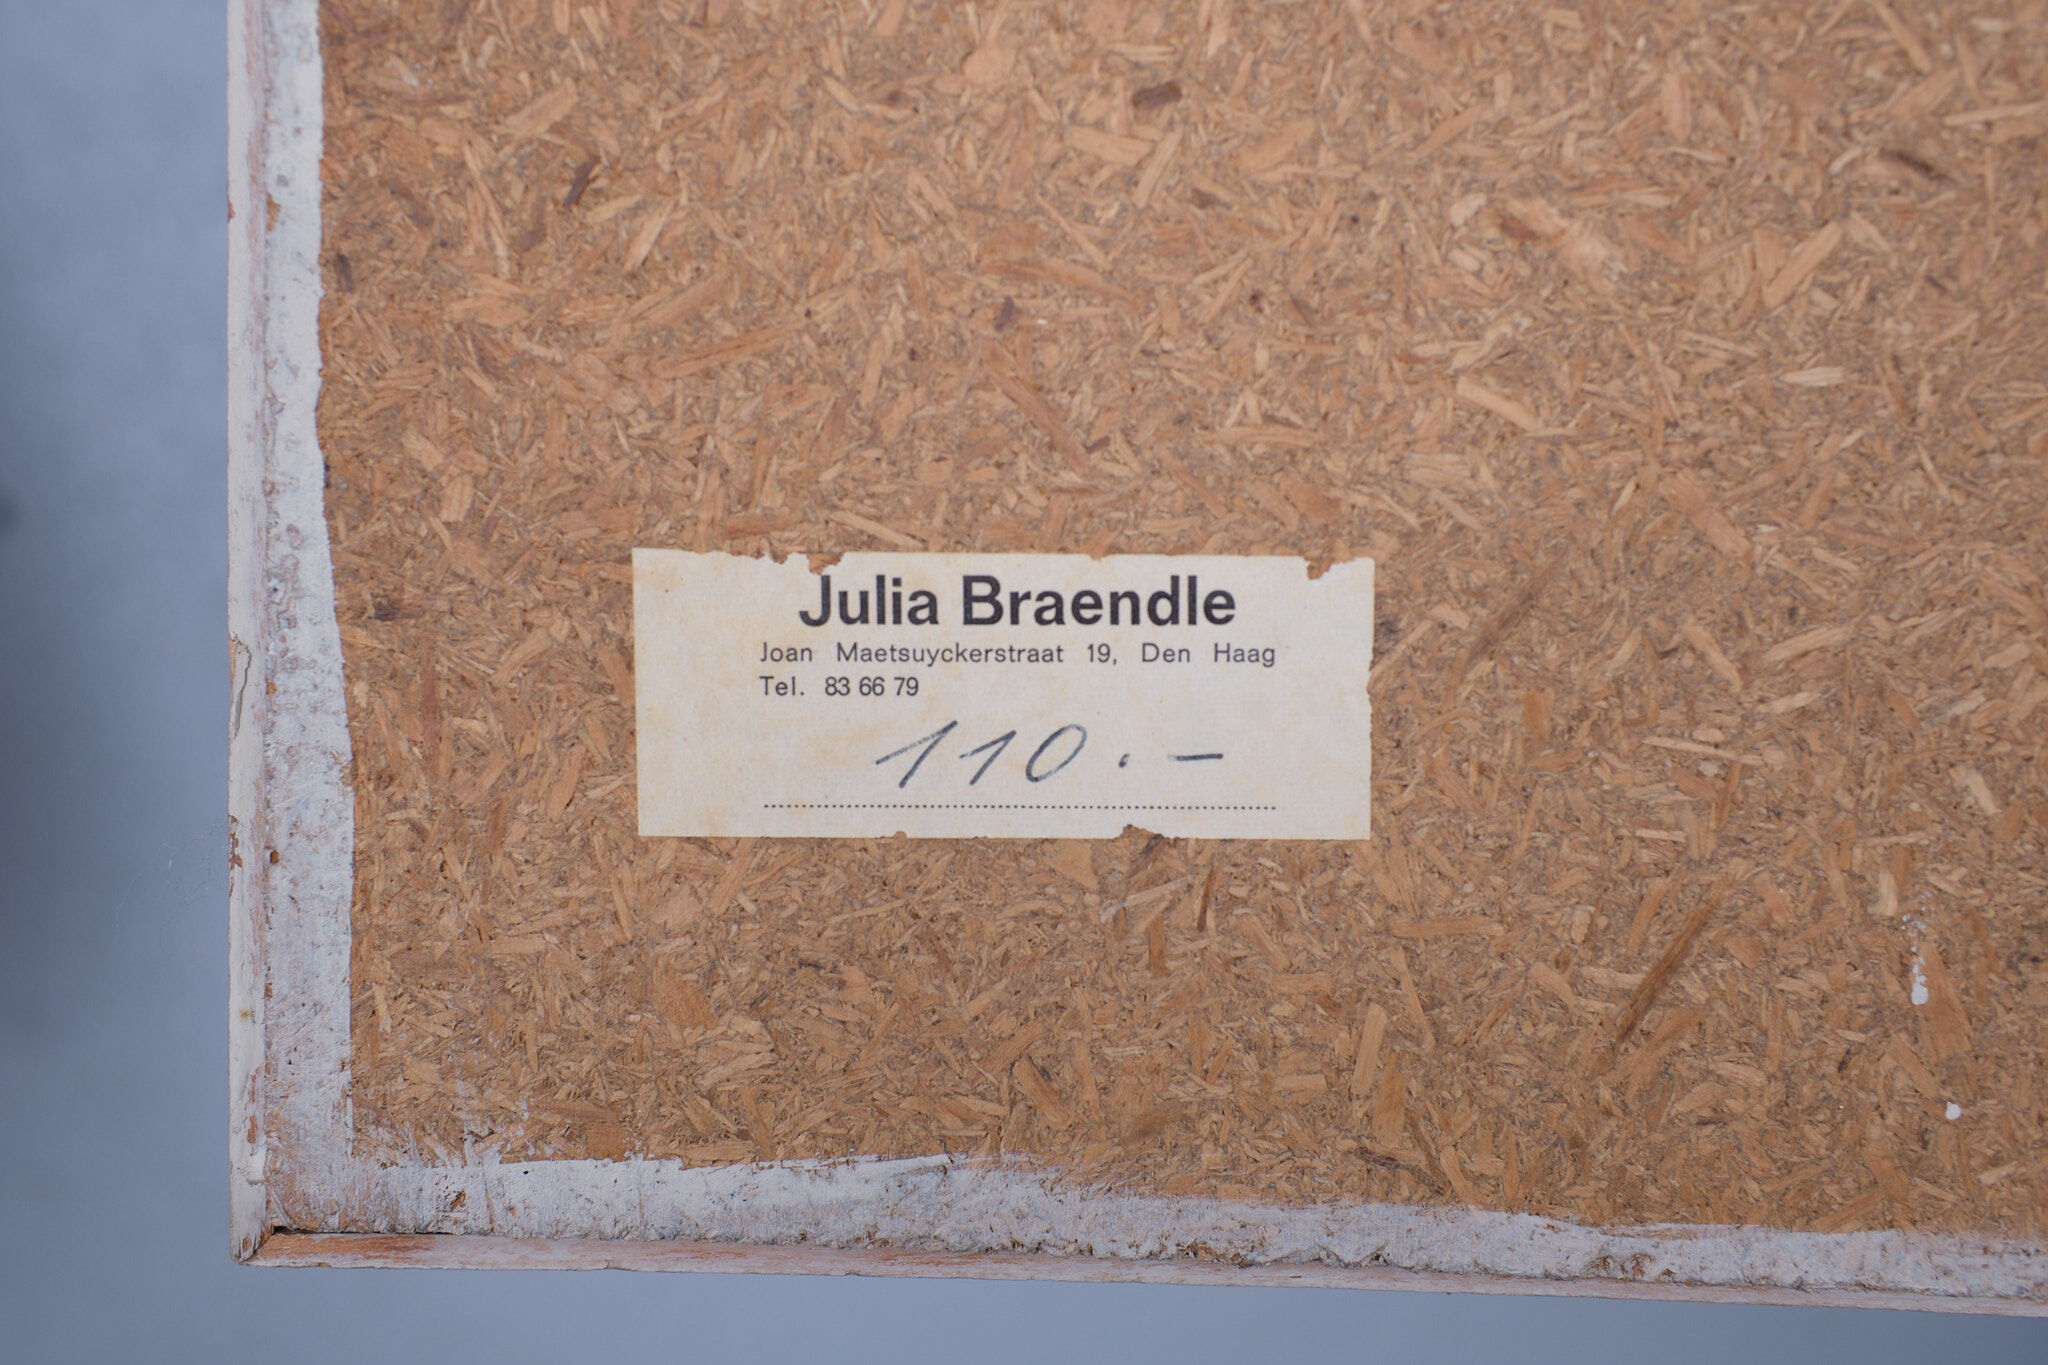 Julia Braendle
Joan Maetsuyckerstraat 19, Den Haag
Tel. 83 66 79
110.-